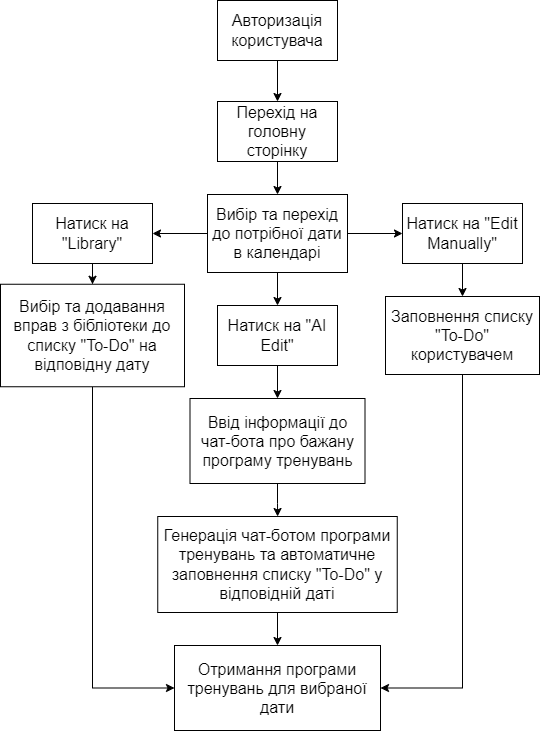 Авторизація
користувача
Перехід на
головну
сторінку
Вибір та перехід
до потрібної дати
в календарі
Натиск на
"Library"
Натиск на "Edit
Manually"
Вибір та додавання
вправ з бібліотеки до
списку "To-Do" на
відповідну дату
Натиск на "AI
Edit"
Заповнення списку
"To-Do"
користувачем
Ввід інформації до
чат-бота про бажану
програму тренувань
Генерація чат-ботом програми
тренувань та автоматичне
заповнення списку "To-Do" у
відповідній даті
Отримання програми
тренувань для вибраної
дати